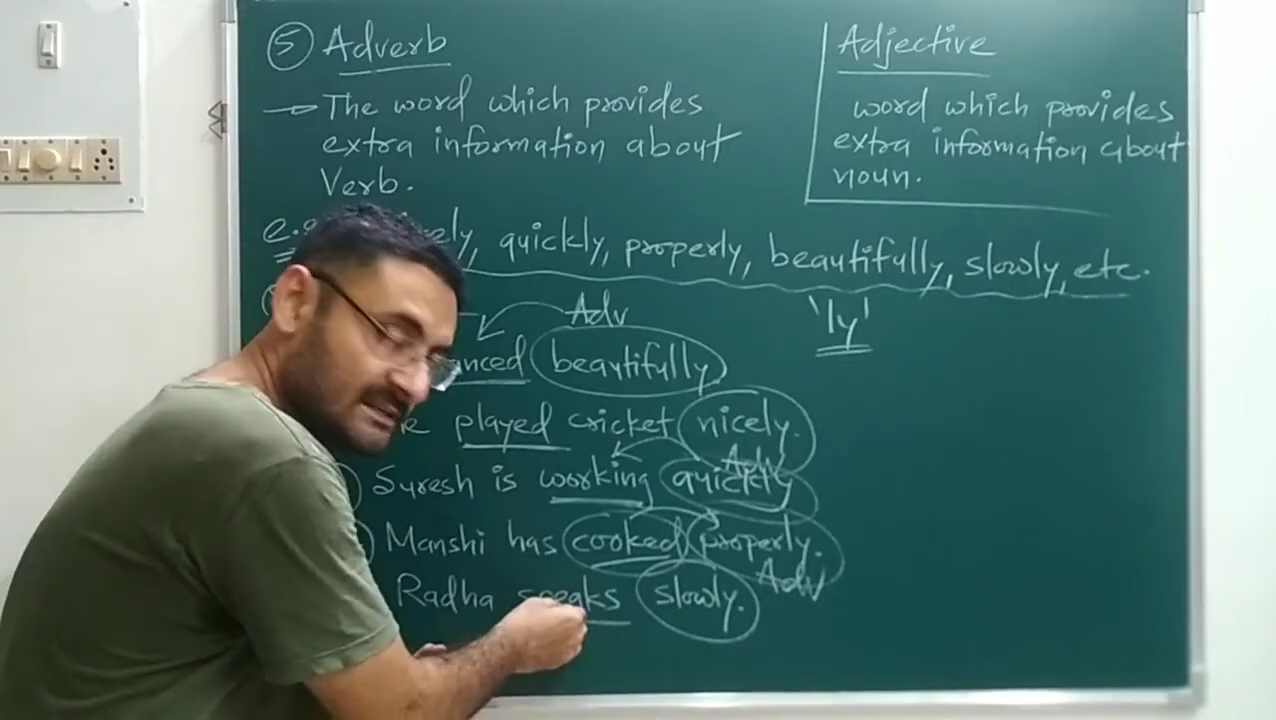 ⑤ Adverb
→ The word which provides
extra information about
Verb.
Adjective
word which provides
extra information about
noun.
quickly, properly, beautifully, slowly, etc.
'ly'
Adv
beautifully
played cricket nicely.
Adv
Suresh is working quickly
Manshi has cooked properly.
Adv
Radha speaks slowly.